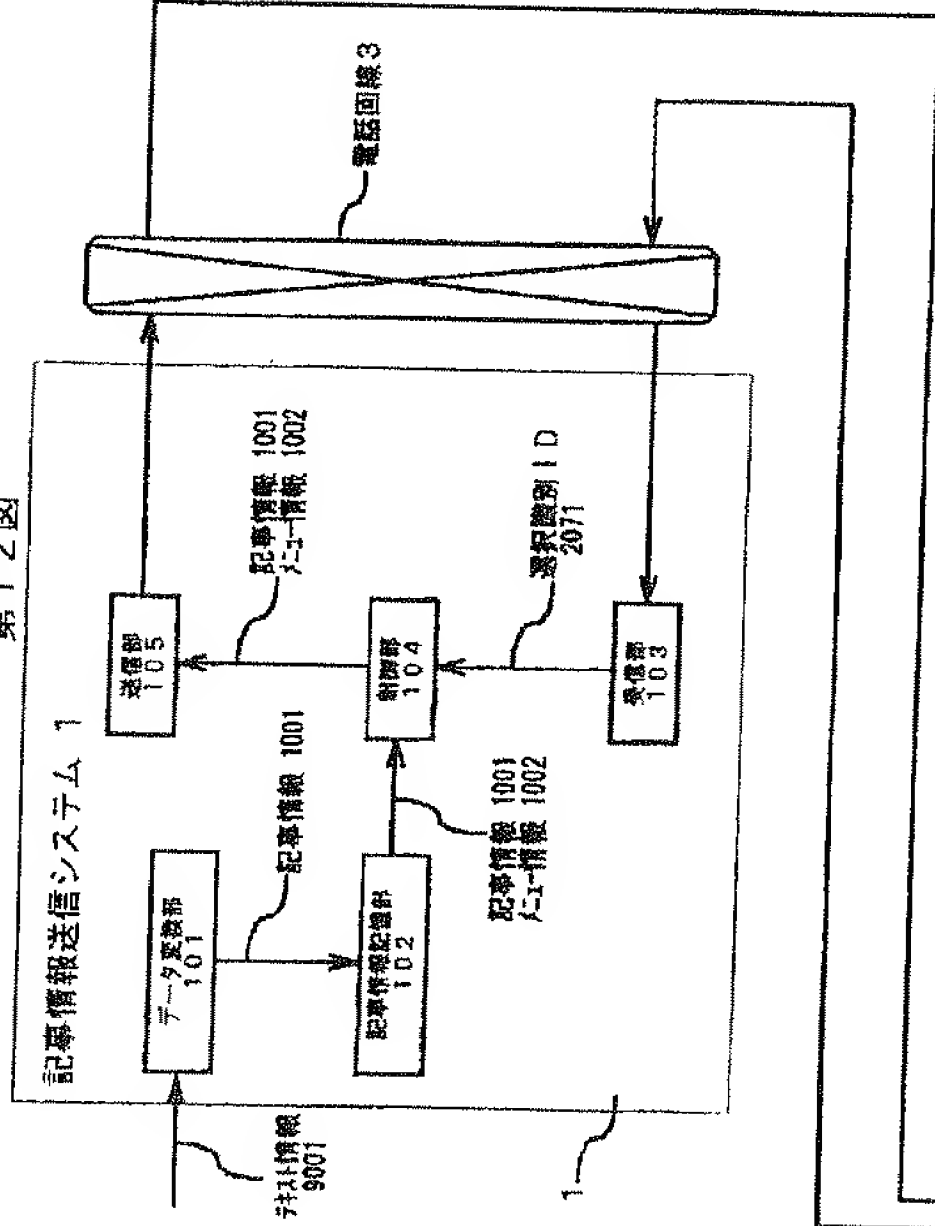 第12図
記事情報送信システム 1
テキスト情報
9001
データ変換部
101
記事情報 1001
記事情報記憶部
102
記事情報 1001
メニュー情報 1002
制御部
104
送信部
105
記事情報 1001
メニュー情報 1002
選択識別ID
2071
受信部
103
電話回線3
1